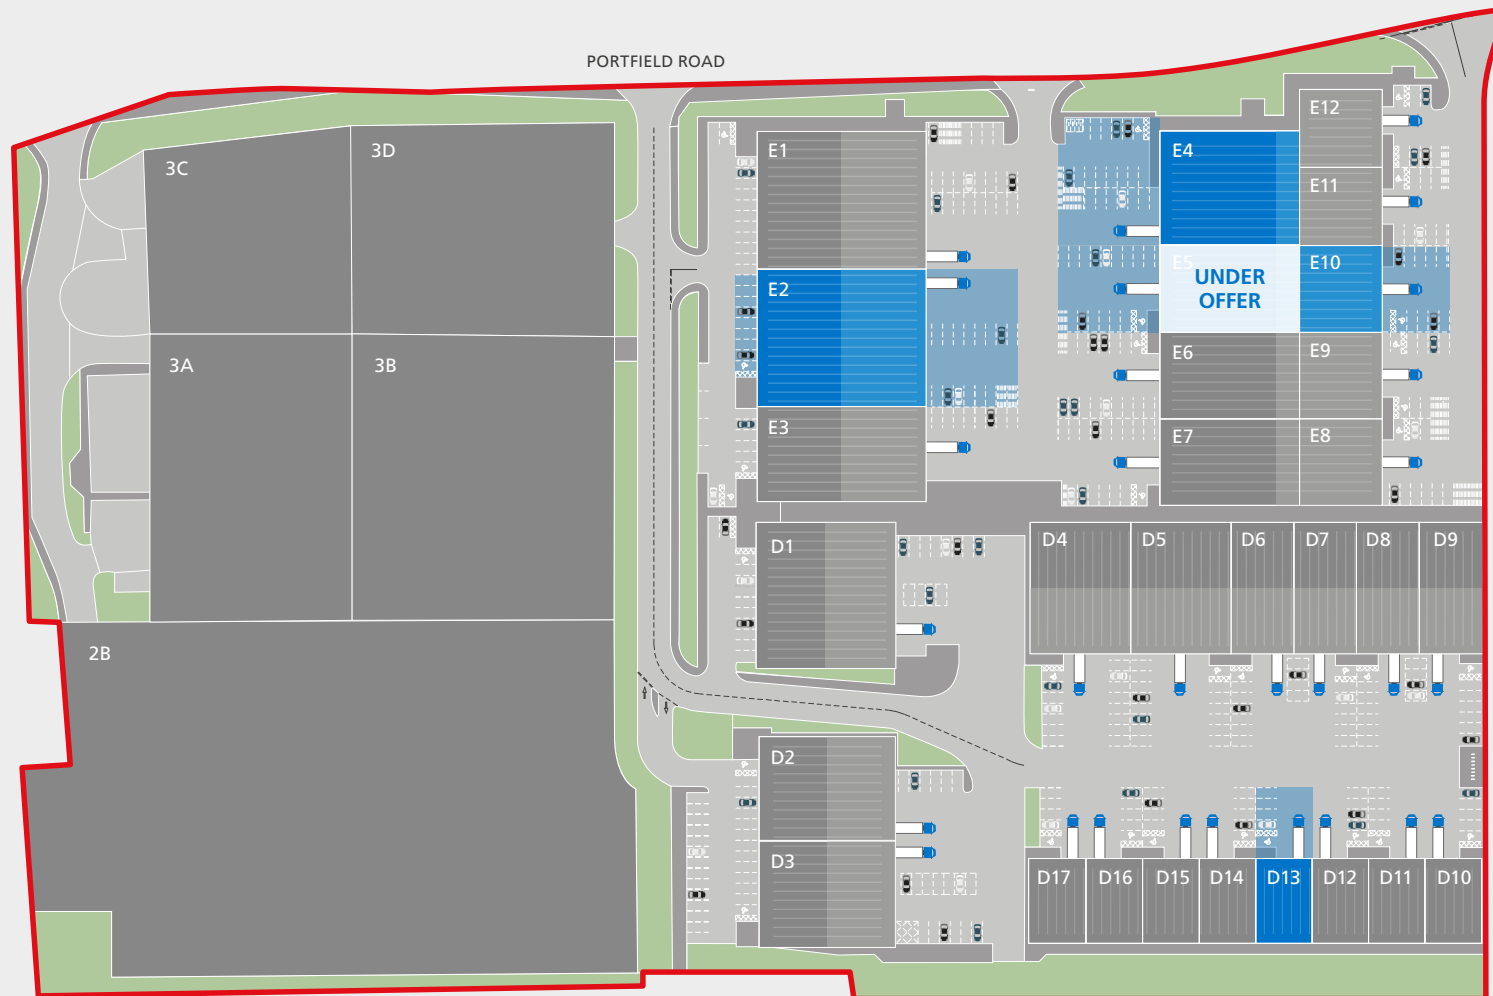 PORTFIELD ROAD
E12
3D
E1
E4
3C
E11
E10
E5
UNDER
OFFER
E2
E9
E6
3A
3B
E3
E7
E8
D1
D4
D5
D6
D7
D8
D9
2B
D2
D3
D17
D16
D15
D14
D13
D12
D11
D10